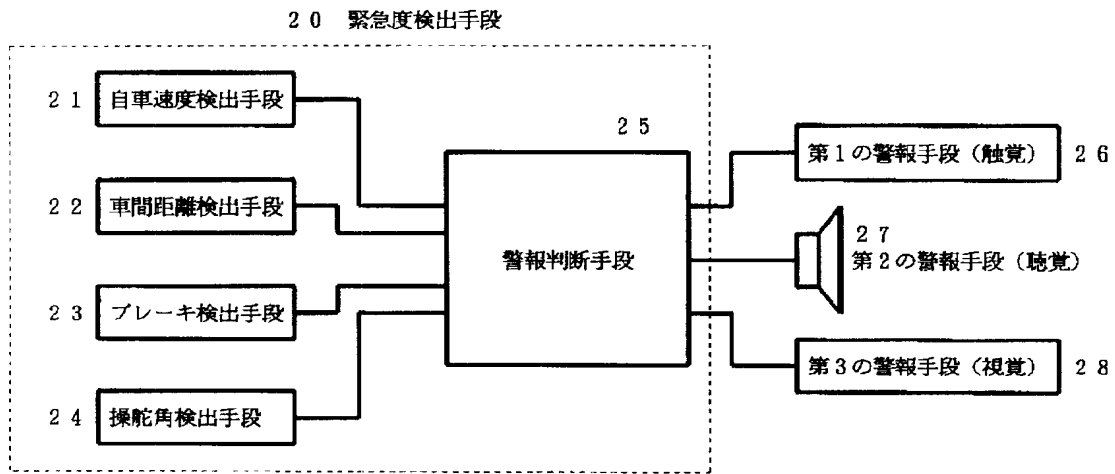 ２０ 緊急度検出手段
２１ 自車速度検出手段
２２ 車間距離検出手段
２３ ブレーキ検出手段
２４ 操舵角検出手段
２５
警報判断手段
第１の警報手段（触覚） ２６
２７
第２の警報手段（聴覚）
第３の警報手段（視覚） ２８